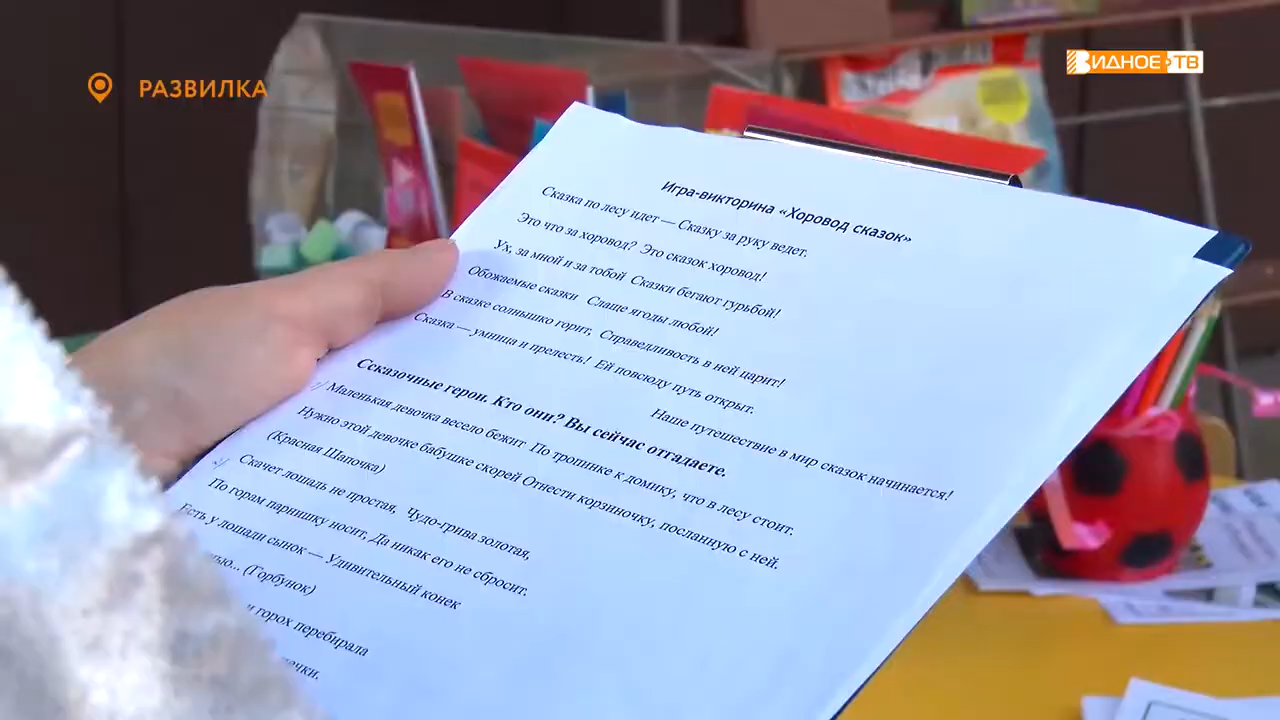 РАЗВИЛКА
ВИДНОЕ ТВ
Игра-викторина «Хоровод сказок»
Сказка по лесу идет — Сказку за руку ведет.
Это что за хоровод? Это сказок хоровод!
Ух, за мной и за тобой Сказки бегают гурьбой!
Обожаемые сказки Слаще ягоды любой!
В сказке солнышко горит, Справедливость в ней царит!
Сказка — умница и прелесть! Ей повсюду путь открыт.
Наше путешествие в мир сказок начинается!
Ссказочные герои. Кто они? Вы сейчас отгадаете.
Маленькая девочка весело бежит По тропинке к домику, что в лесу стоит.
Нужно этой девочке бабушке скорей Отнести корзиночку, посланную с ней.
(Красная Шапочка)
Скачет лошадь не простая, Чудо-грива золотая,
По горам парнишку носит, Да никак его не сбросит.
Есть у лошади сынок — Удивительный конек
(Горбунок)
горох перебирала